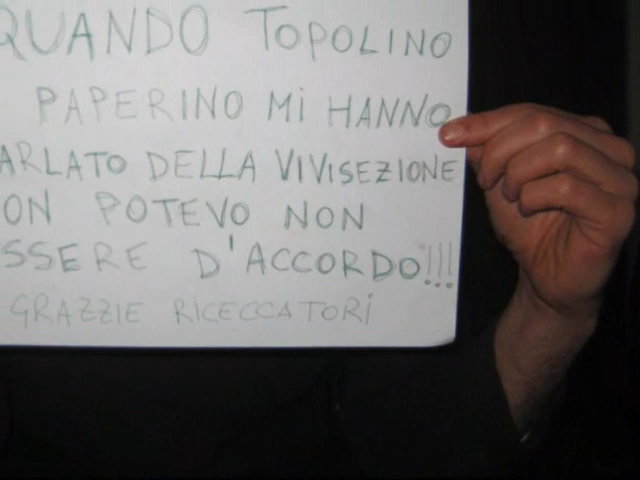 QUANDO TOPOLINO
PAPERINO Mi HANNO
ARLATO DELLA ViViSEZIONE
ON POTEVO NON
SSERE D'ACCORDO!!!
GRAZZIE RiCECCATORi